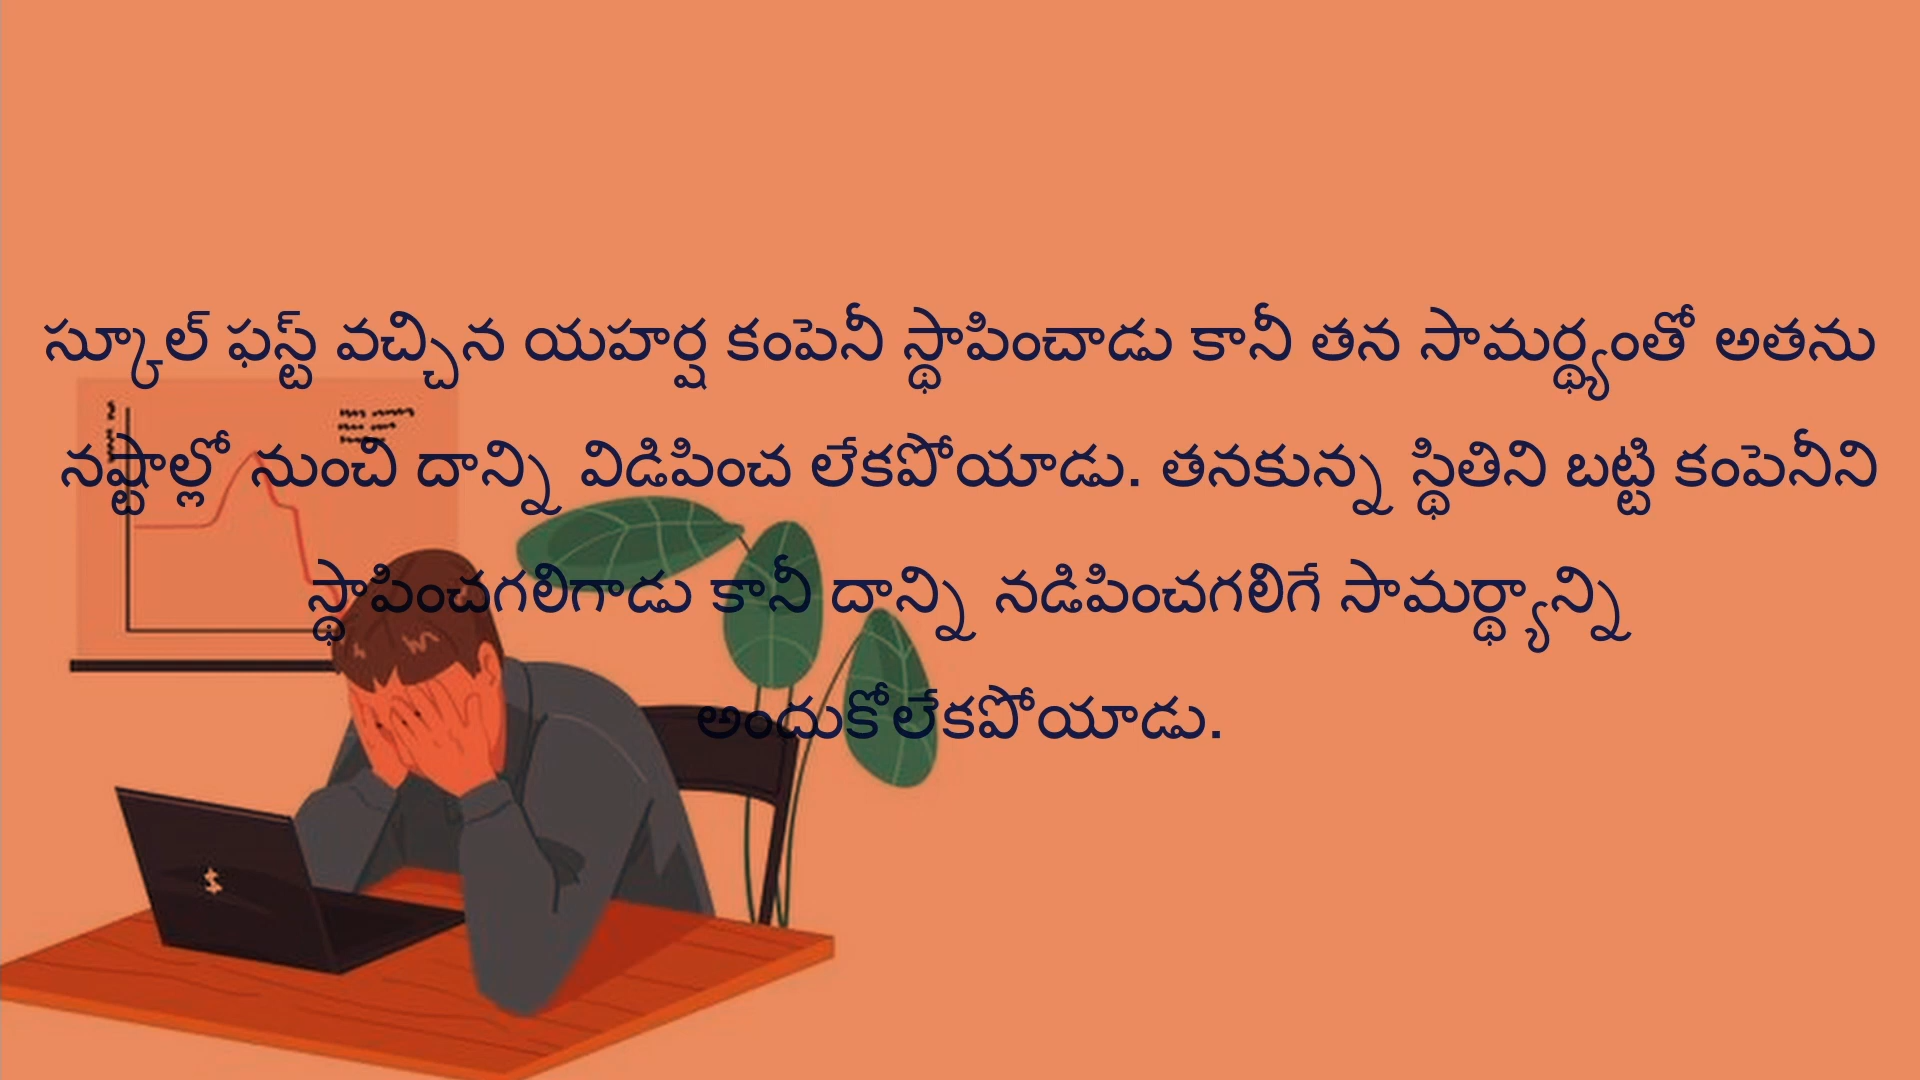 స్కూల్ ఫస్ట్ వచ్చిన యహర్ష కంపెనీ స్థాపించాడు కానీ తన సామర్థ్యంతో అతను
నష్టాల్లో నుంచి దాన్ని విడిపించ లేకపోయాడు. తనకున్న స్థితిని బట్టి కంపెనీని
స్థాపించగలిగాడు కానీ దాన్ని నడిపించగలిగే సామర్థ్యాన్ని
అందుకోలేకపోయాడు.